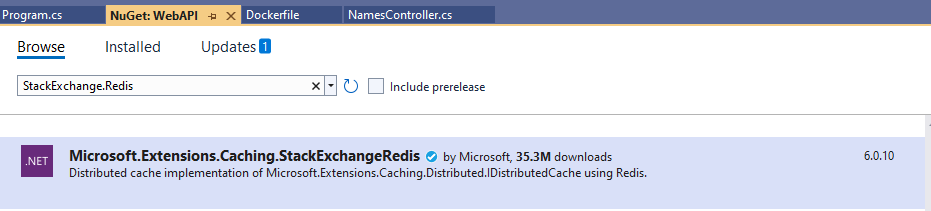 Program.cs NuGet: WebAPI Dockerfile NamesController.cs
Browse Installed Updates 1
StackExchange.Redis Include prerelease
.NET Microsoft.Extensions.Caching.StackExchangeRedis by Microsoft, 35.3M downloads 6.0.10
Distributed cache implementation of Microsoft.Extensions.Caching.Distributed.IDistributedCache using Redis.